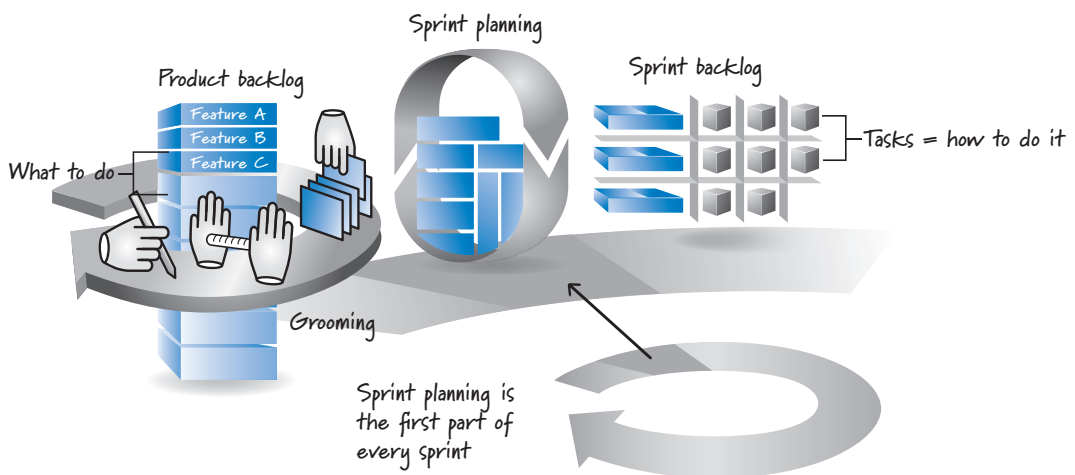 Sprint planning
Product backlog
Sprint backlog
Feature A
Feature B
Feature C
What to do
Tasks = how to do it
Grooming
Sprint planning is
the first part of
every sprint